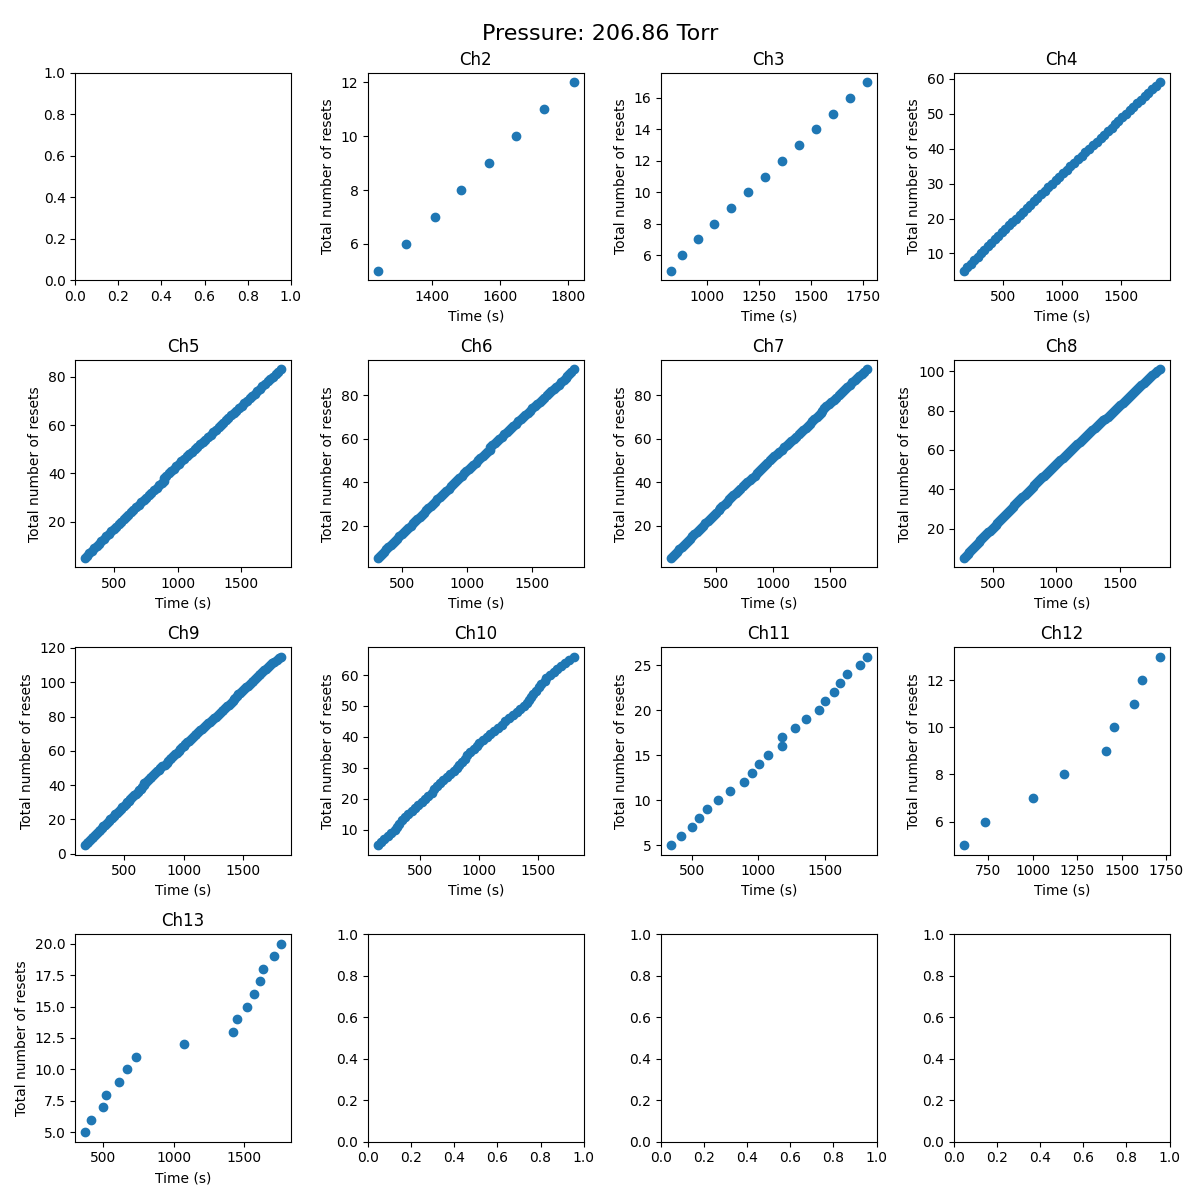 Pressure: 206.86 Torr
1.0
0.8
0.6
0.4
0.2
0.0
0.0 0.2 0.4 0.6 0.8 1.0
Ch2
Total number of resets
12
10
8
6
1400 1600 1800
Time (s)
Ch3
Total number of resets
16
14
12
10
8
6
1000 1250 1500 1750
Time (s)
Ch4
Total number of resets
60
50
40
30
20
10
500 1000 1500
Time (s)
Ch5
Total number of resets
80
60
40
20
500 1000 1500
Time (s)
Ch6
Total number of resets
80
60
40
20
500 1000 1500
Time (s)
Ch7
Total number of resets
80
60
40
20
500 1000 1500
Time (s)
Ch8
Total number of resets
100
80
60
40
20
500 1000 1500
Time (s)
Ch9
Total number of resets
120
100
80
60
40
20
0
500 1000 1500
Time (s)
Ch10
Total number of resets
60
50
40
30
20
10
500 1000 1500
Time (s)
Ch11
Total number of resets
25
20
15
10
5
500 1000 1500
Time (s)
Ch12
Total number of resets
12
10
8
6
750 1000 1250 1500 1750
Time (s)
Ch13
Total number of resets
20.0
17.5
15.0
12.5
10.0
7.5
5.0
500 1000 1500
Time (s)
1.0
0.8
0.6
0.4
0.2
0.0
0.0 0.2 0.4 0.6 0.8 1.0
1.0
0.8
0.6
0.4
0.2
0.0
0.0 0.2 0.4 0.6 0.8 1.0
1.0
0.8
0.6
0.4
0.2
0.0
0.0 0.2 0.4 0.6 0.8 1.0